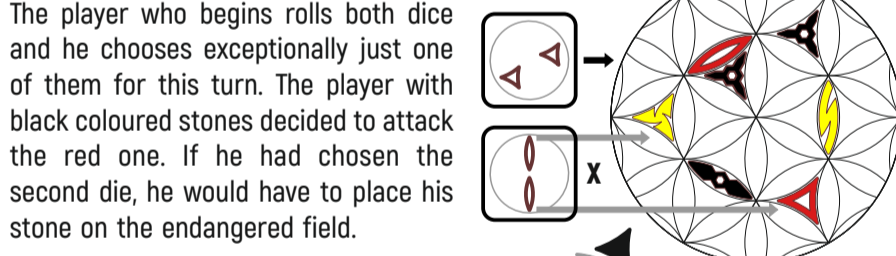 The player who begins rolls both dice
and he chooses exceptionally just one
of them for this turn. The player with
black coloured stones decided to attack
the red one. If he had chosen the
second die, he would have to place his
stone on the endangered field.
X